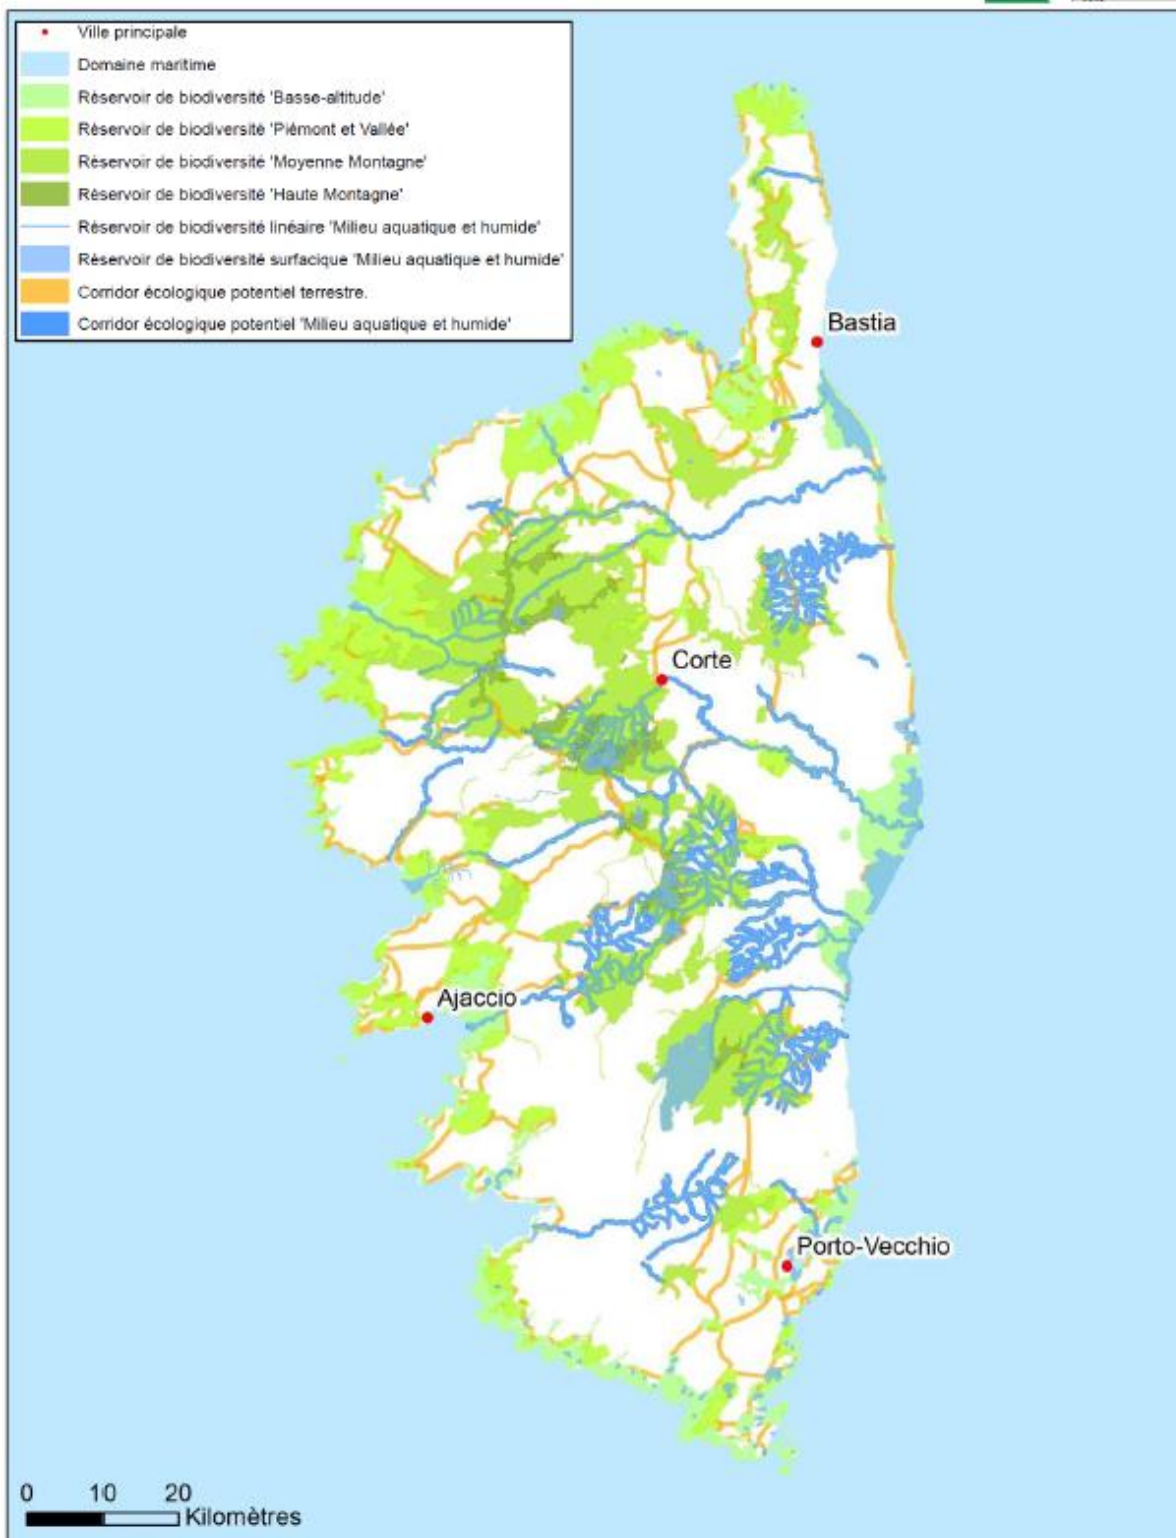 Ville principale
Domaine maritime
Réservoir de biodiversité 'Basse-altitude'
Réservoir de biodiversité 'Piémont et Vallée'
Réservoir de biodiversité 'Moyenne Montagne'
Réservoir de biodiversité 'Haute Montagne'
Réservoir de biodiversité linéaire 'Milieu aquatique et humide'
Réservoir de biodiversité surfacique 'Milieu aquatique et humide'
Corridor écologique potentiel terrestre.
Corridor écologique potentiel 'Milieu aquatique et humide'
Bastia
Corte
Ajaccio
Porto-Vecchio
0 10 20
Kilomètres